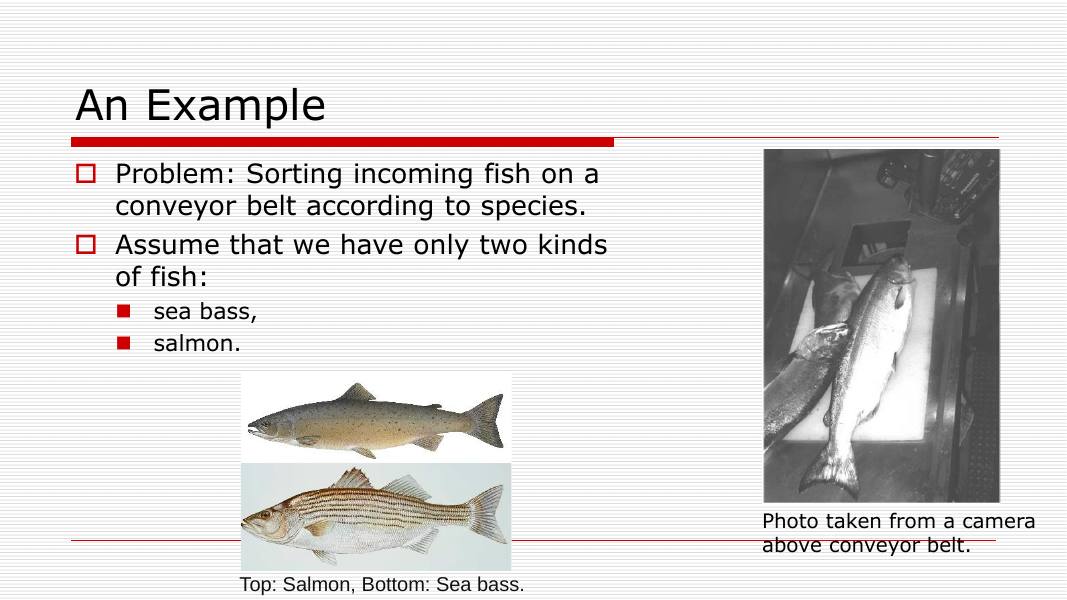 An Example
Problem: Sorting incoming fish on a
conveyor belt according to species.
Assume that we have only two kinds
of fish:
sea bass,
salmon.
Top: Salmon, Bottom: Sea bass.
Photo taken from a camera
above conveyor belt.